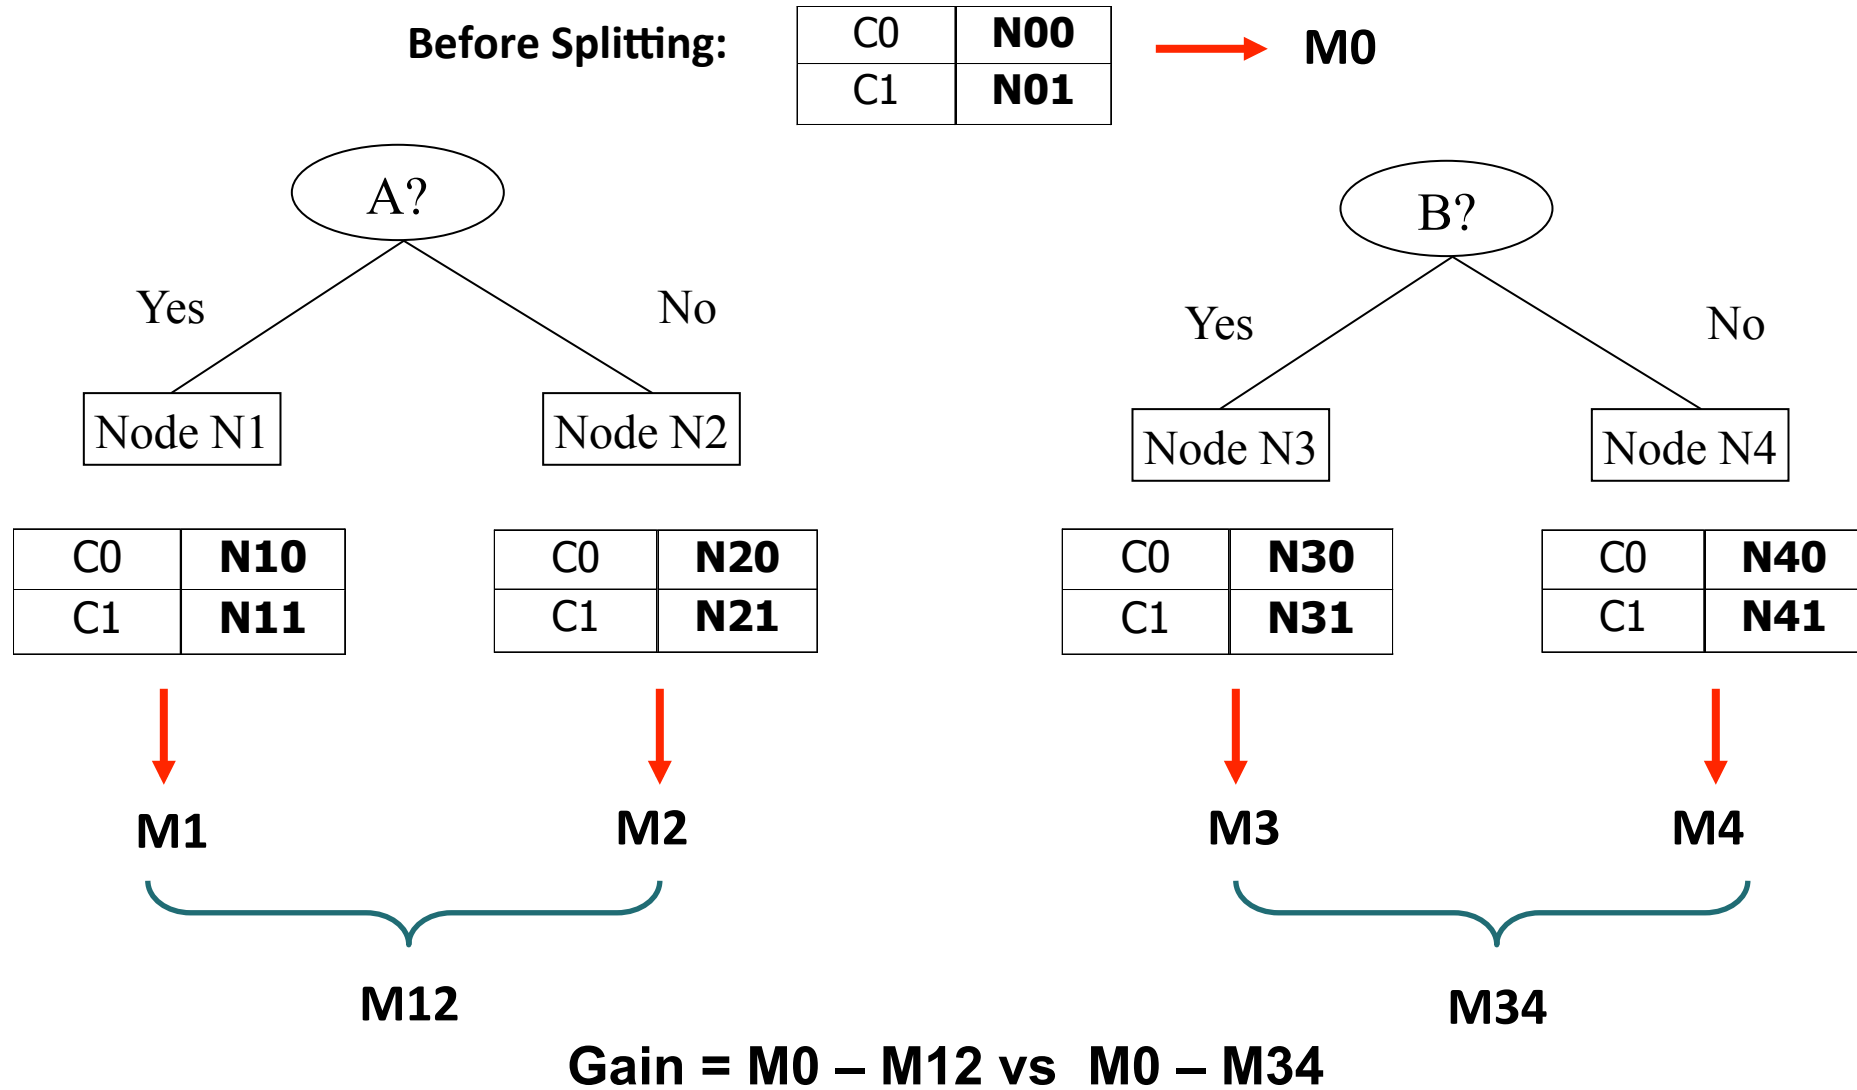 Before Splitting:
C0 N00
C1 N01
M0
A?
B?
Yes
No
Yes
No
Node N1
Node N2
Node N3
Node N4
C0 N10
C1 N11
C0 N20
C1 N21
C0 N30
C1 N31
C0 N40
C1 N41
M1
M2
M3
M4
M12
M34
Gain = M0 – M12 vs M0 – M34